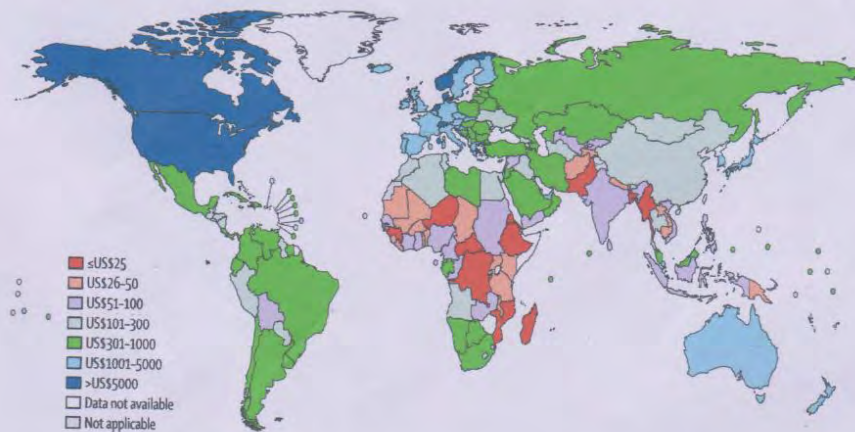 ≤US$25
US$26–50
US$51–100
US$101–300
US$301–1000
US$1001–5000
>US$5000
Data not available
Not applicable